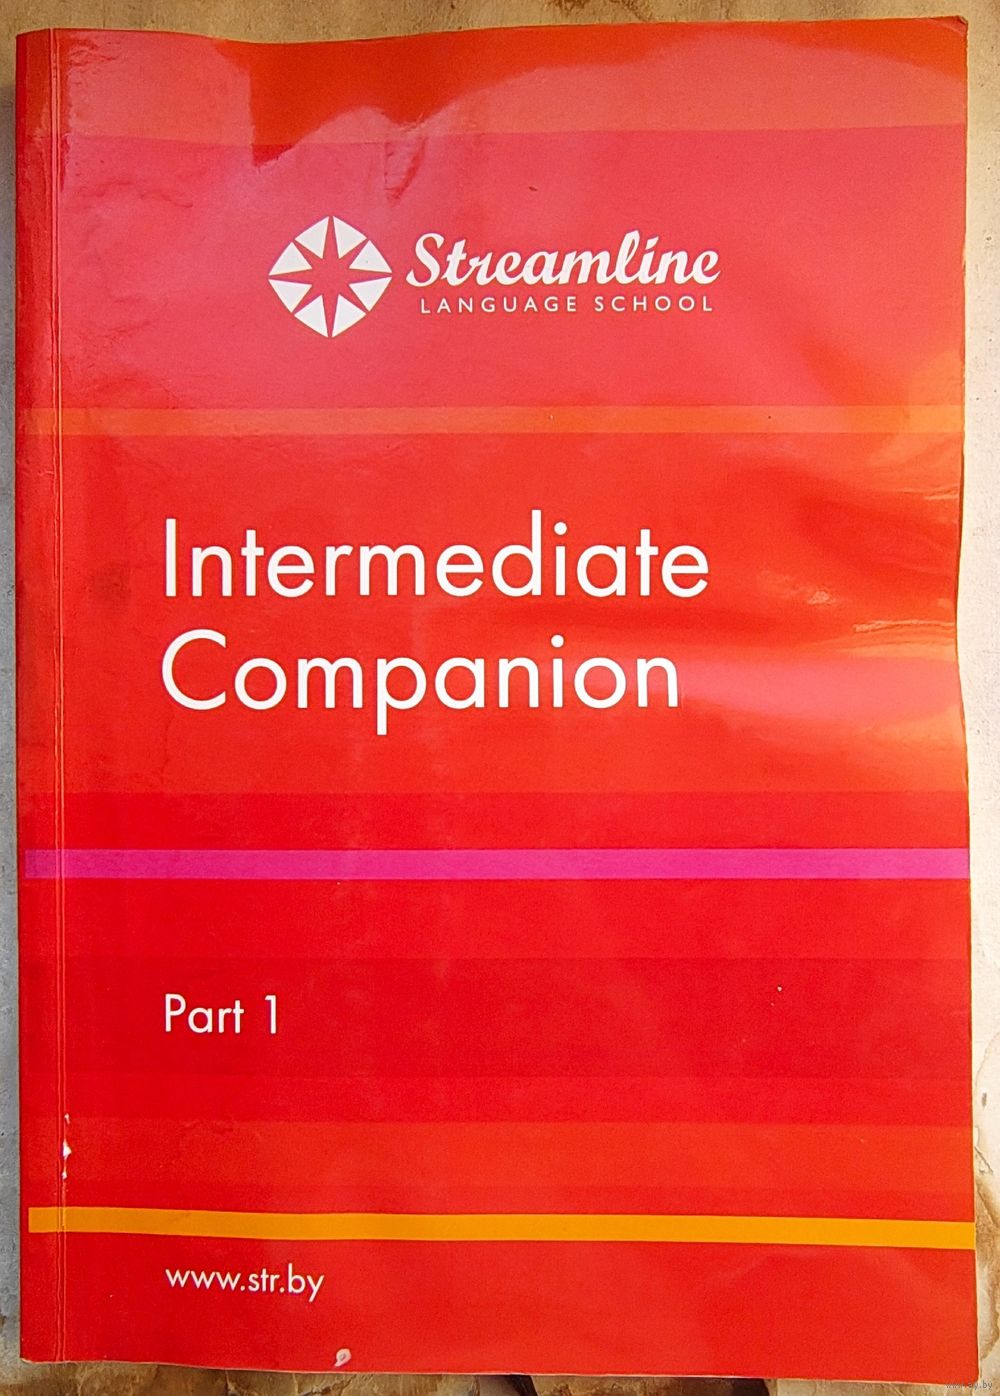 Streamline
LANGUAGE SCHOOL
Intermediate
Companion
Part 1
www.str.by